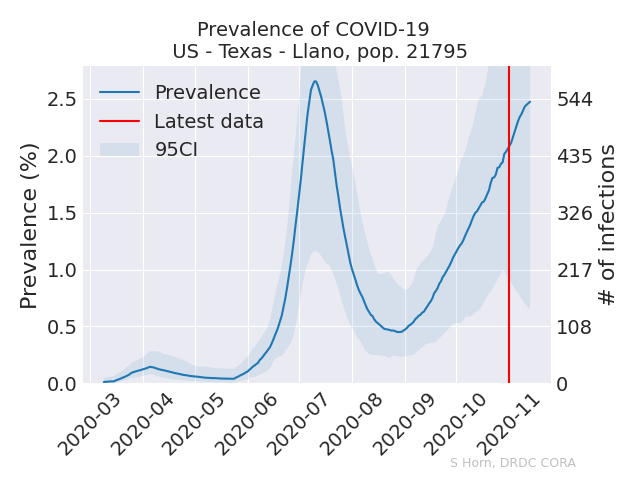 Prevalence of COVID-19
US - Texas - Llano, pop. 21795
Prevalence
Latest data
95CI
Prevalence (%)
2.5
2.0
1.5
1.0
0.5
0.0
544
435
326
217
108
0
# of infections
2020-03
2020-04
2020-05
2020-06
2020-07
2020-08
2020-09
2020-10
2020-11
S Horn, DRDC CORA